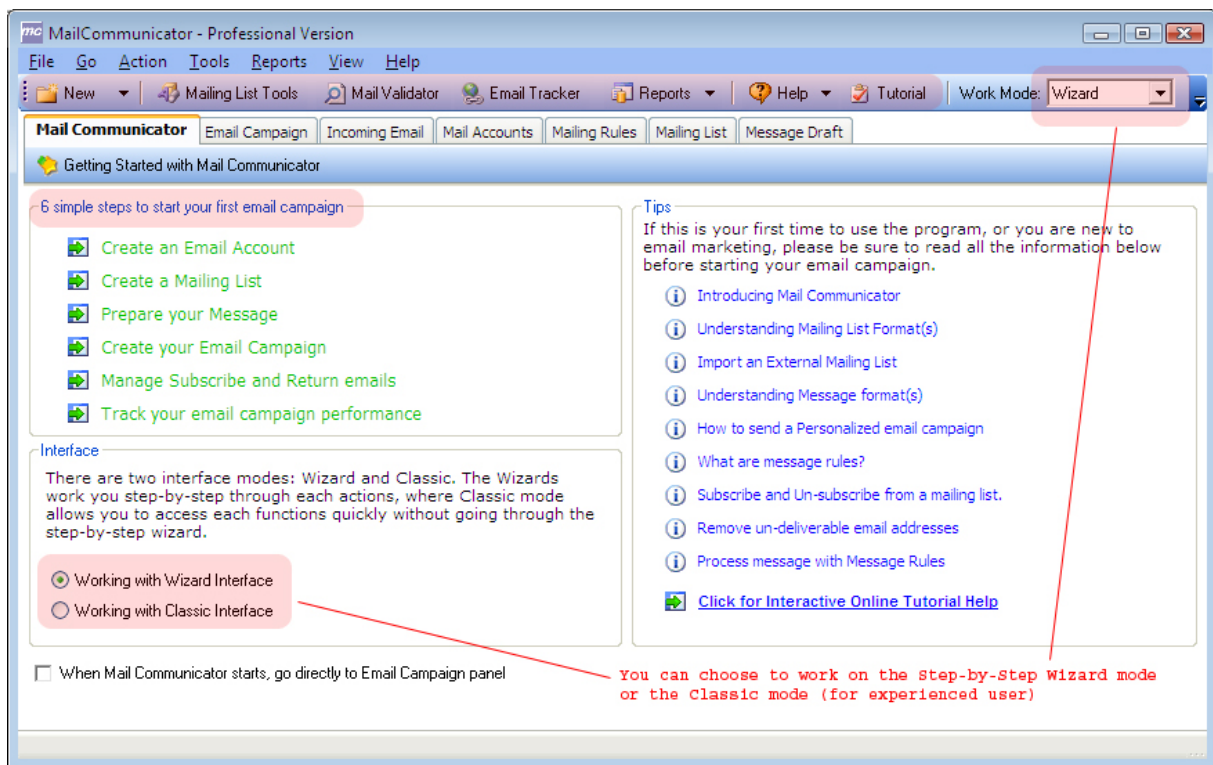 mc MailCommunicator - Professional Version
File Go Action Tools Reports View Help
New Mailing List Tools Mail Validator Email Tracker Reports Help Tutorial Work Mode: Wizard
Mail Communicator Email Campaign Incoming Email Mail Accounts Mailing Rules Mailing List Message Draft
Getting Started with Mail Communicator
6 simple steps to start your first email campaign
Create an Email Account
Create a Mailing List
Prepare your Message
Create your Email Campaign
Manage Subscribe and Return emails
Track your email campaign performance
Interface
There are two interface modes: Wizard and Classic. The Wizards
work you step-by-step through each actions, where Classic mode
allows you to access each functions quickly without going through the
step-by-step wizard.
Working with Wizard Interface
Working with Classic Interface
Tips
If this is your first time to use the program, or you are new to
email marketing, please be sure to read all the information below
before starting your email campaign.
Introducing Mail Communicator
Understanding Mailing List Format(s)
Import an External Mailing List
Understanding Message format(s)
How to send a Personalized email campaign
What are message rules?
Subscribe and Un-subscribe from a mailing list.
Remove un-deliverable email addresses
Process message with Message Rules
Click for Interactive Online Tutorial Help
When Mail Communicator starts, go directly to Email Campaign panel
You can choose to work on the Step-by-Step Wizard mode
or the Classic mode (for experienced user)